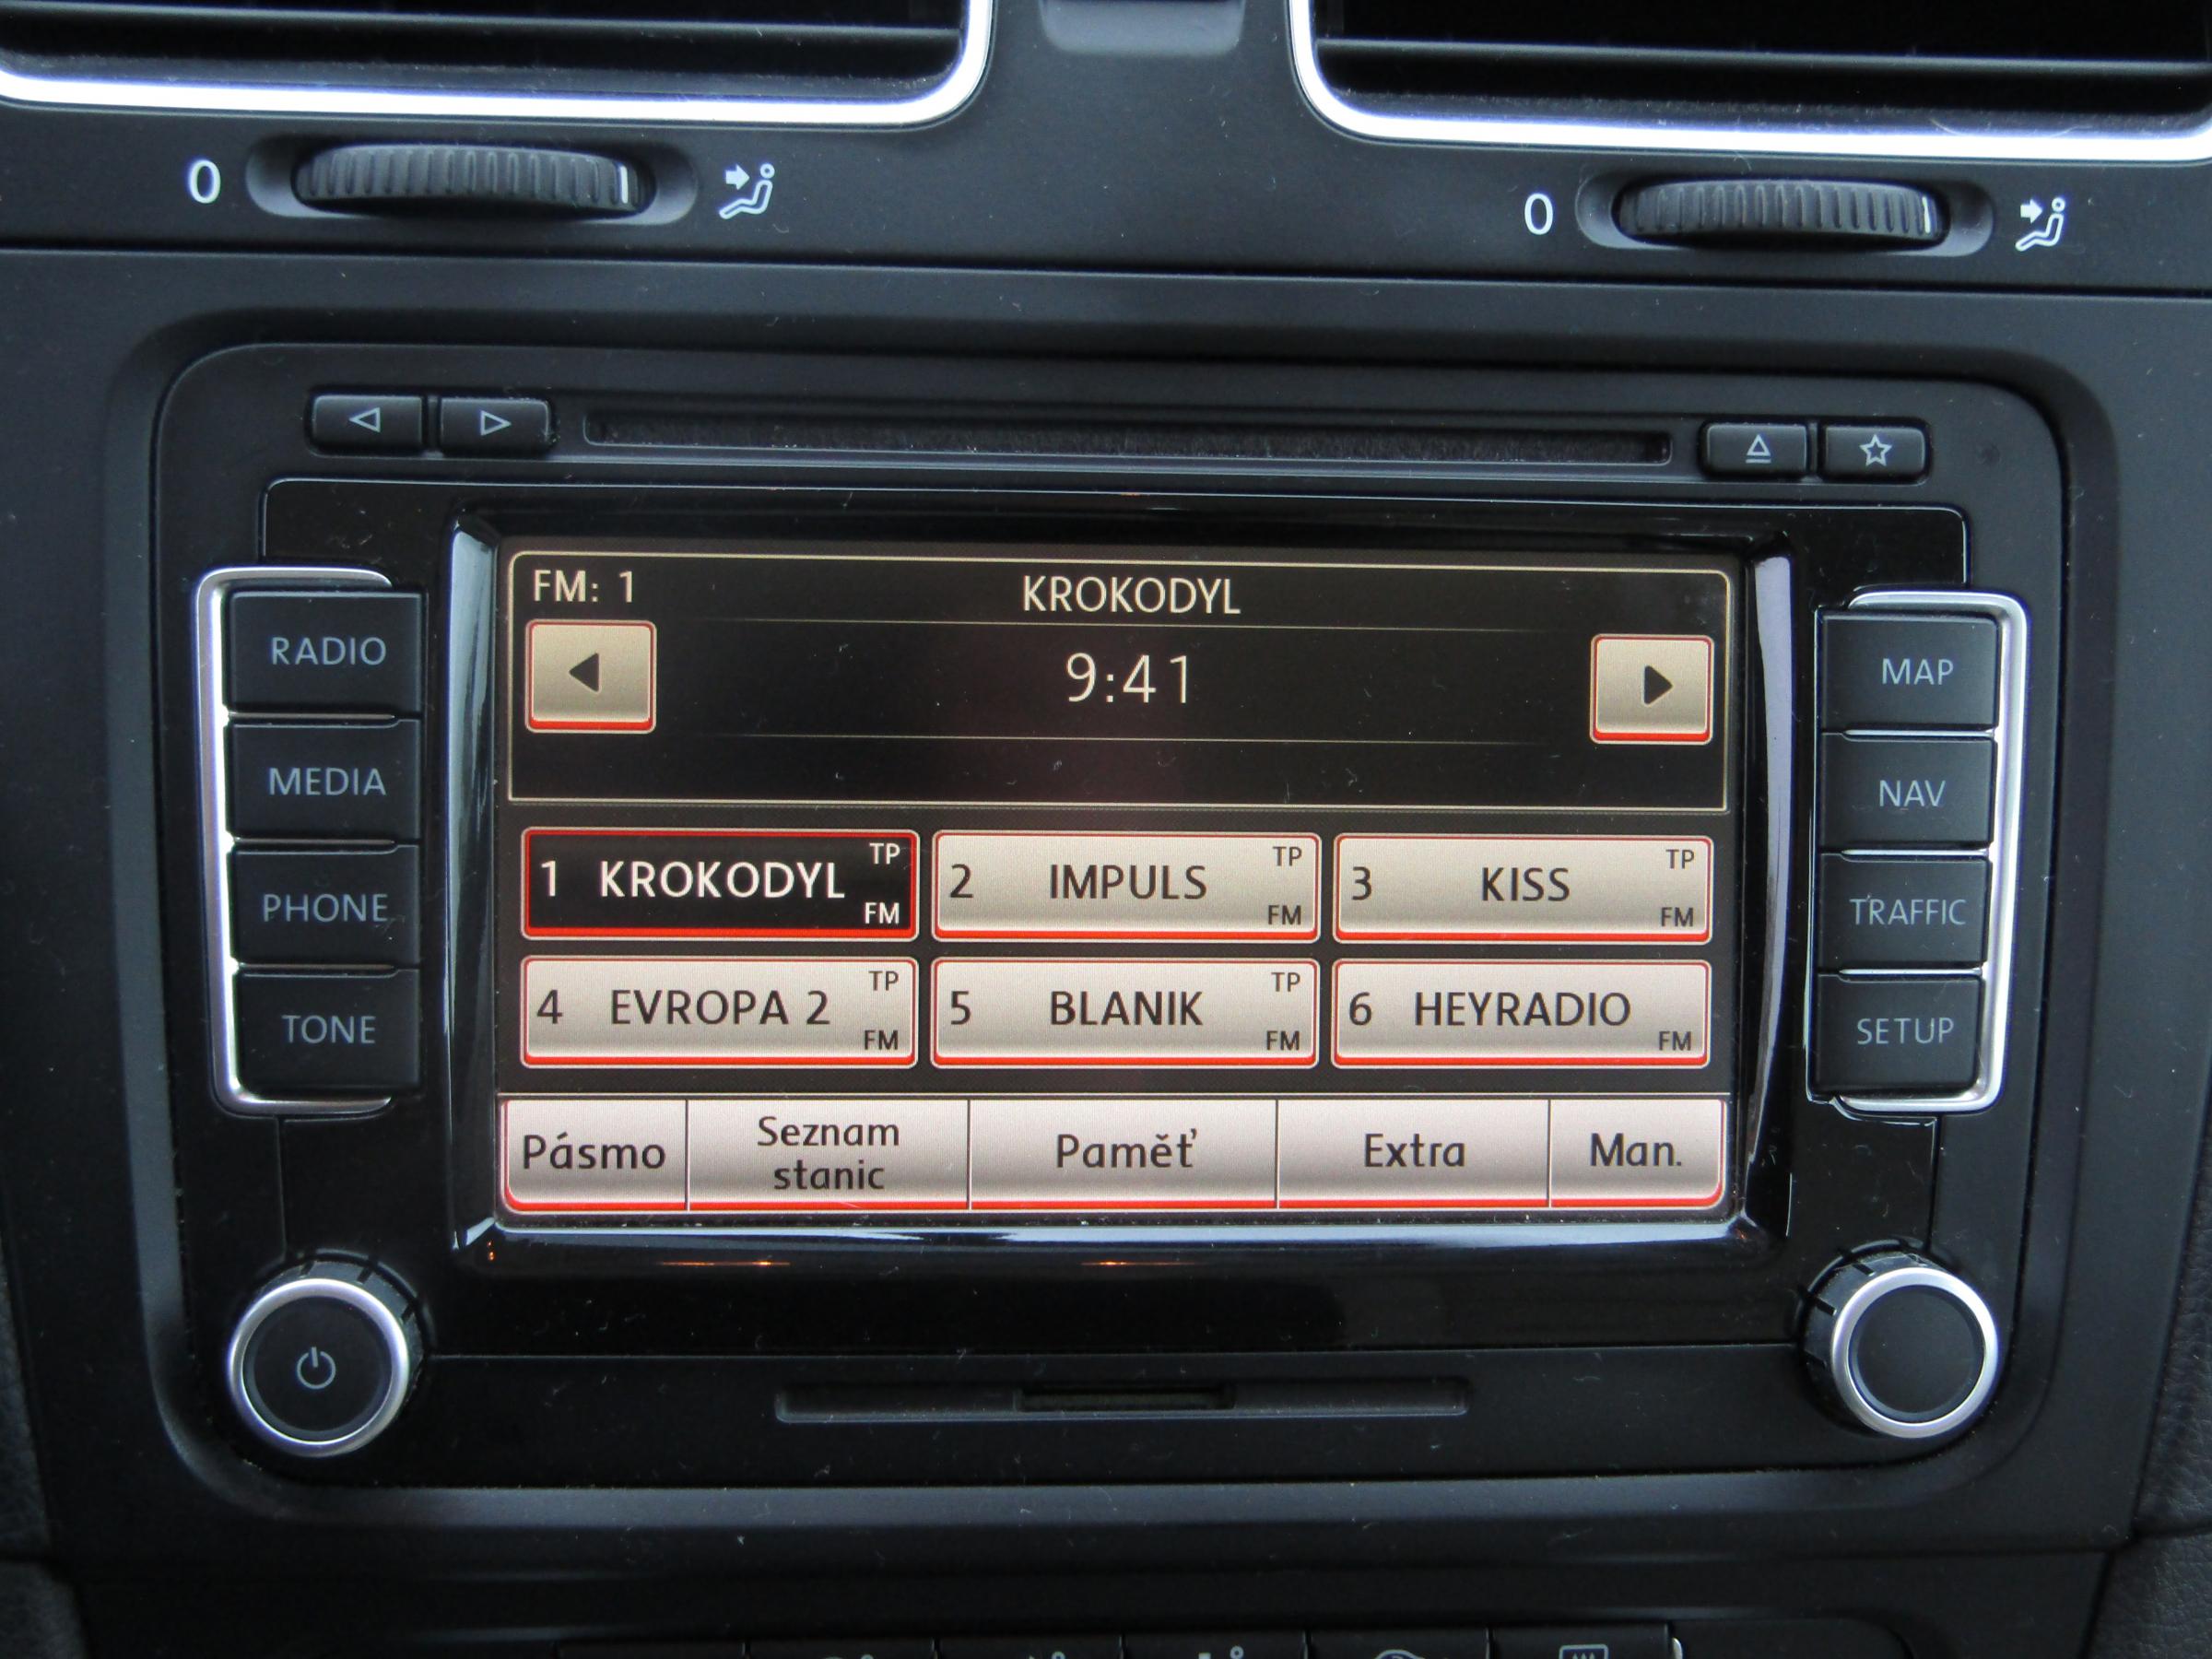 0
0
FM: 1
KROKODYL
9:41
RADIO
MEDIA
PHONE
TONE
1 KROKODYL TP FM
2 IMPULS TP FM
3 KISS TP FM
4 EVROPA 2 TP FM
5 BLANIK TP FM
6 HEYRADIO FM
Pásmo
Seznam
stanic
Paměť
Extra
Man.
MAP
NAV
TRAFFIC
SETUP